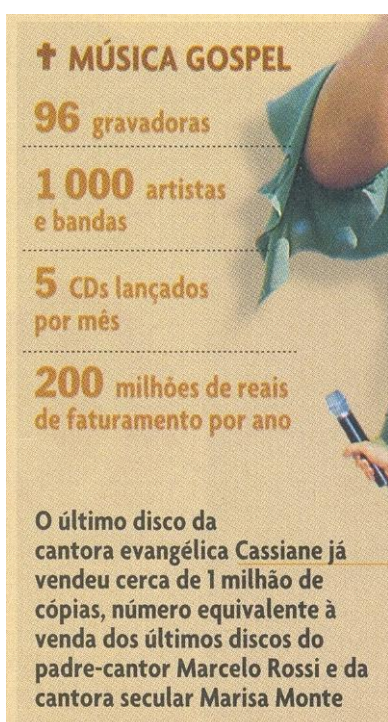 ✝ MÚSICA GOSPEL
96 gravadoras
1 000 artistas
e bandas
5 CDs lançados
por mês
200 milhões de reais
de faturamento por ano
O último disco da
cantora evangélica Cassiane já
vendeu cerca de 1 milhão de
cópias, número equivalente à
venda dos últimos discos do
padre-cantor Marcelo Rossi e da
cantora secular Marisa Monte